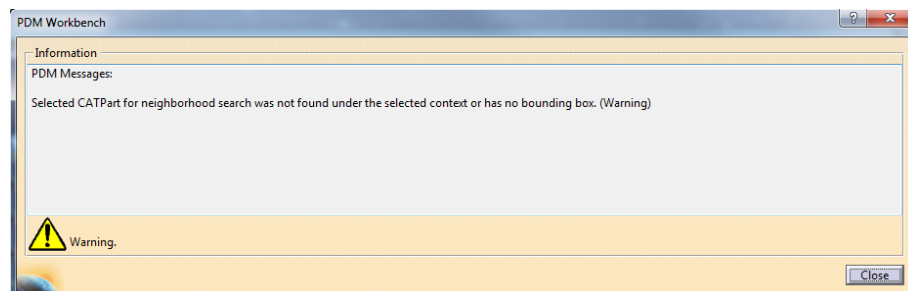 PDM Workbench
Information
PDM Messages:
Selected CATPart for neighborhood search was not found under the selected context or has no bounding box. (Warning)
Warning.
Close